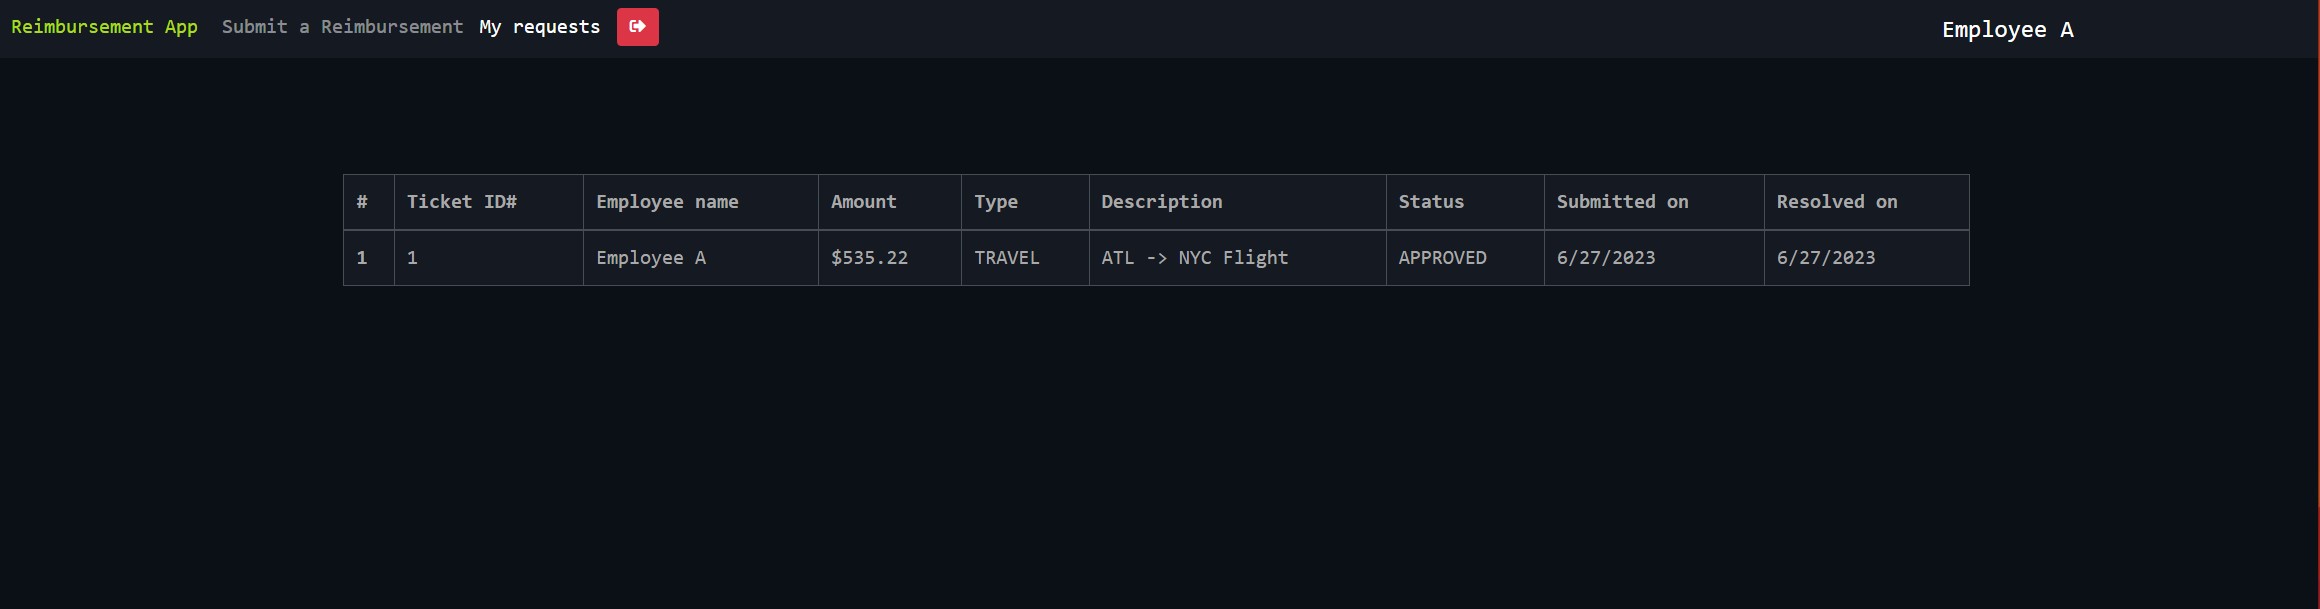 Reimbursement App Submit a Reimbursement My requests Employee A
# Ticket ID# Employee name Amount Type Description Status Submitted on Resolved on
1 1 Employee A $535.22 TRAVEL ATL -> NYC Flight APPROVED 6/27/2023 6/27/2023